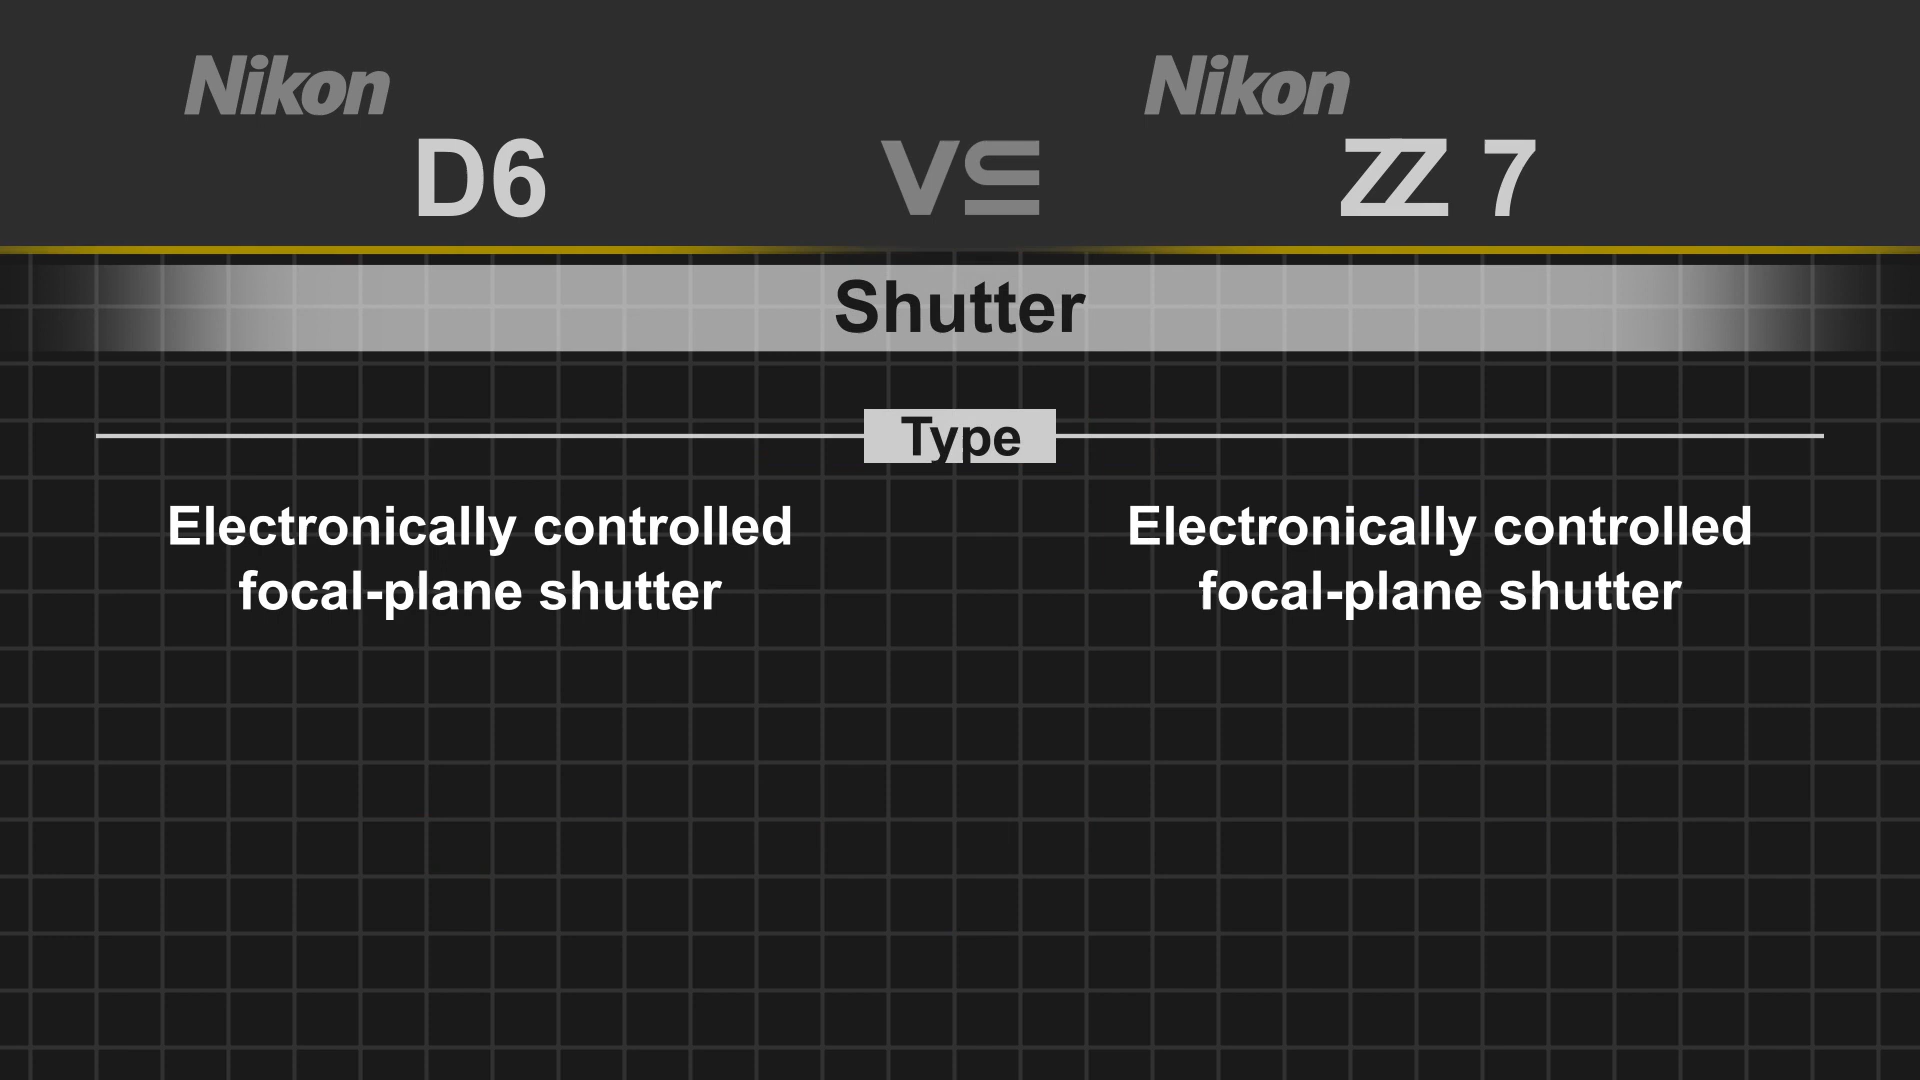 Nikon
D6
VS
Nikon
ZZ 7
Shutter
Type
Electronically controlled
focal-plane shutter
Electronically controlled
focal-plane shutter